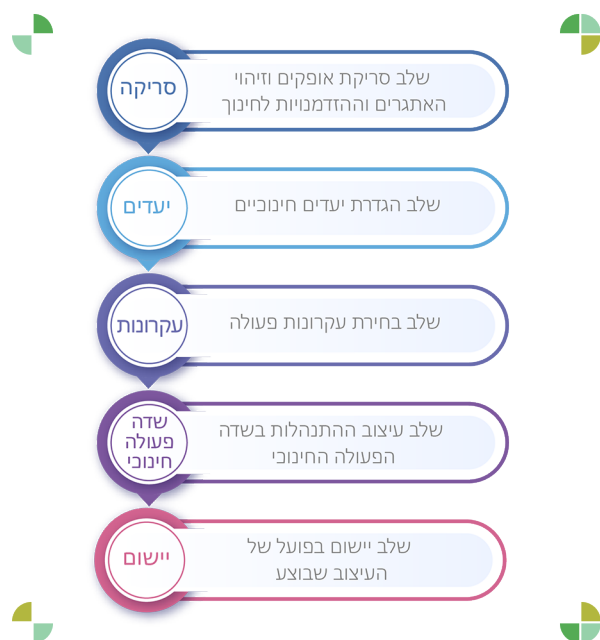 סריקה
שלב סריקת אופקים וזיהוי
האתגרים וההזדמנויות לחינוך
יעדים
שלב הגדרת יעדים חינוכיים
עקרונות
שלב בחירת עקרונות פעולה
שדה
פעולה
חינוכי
שלב עיצוב ההתנהלות בשדה
הפעולה החינוכי
יישום
שלב יישום בפועל של
העיצוב שבוצע